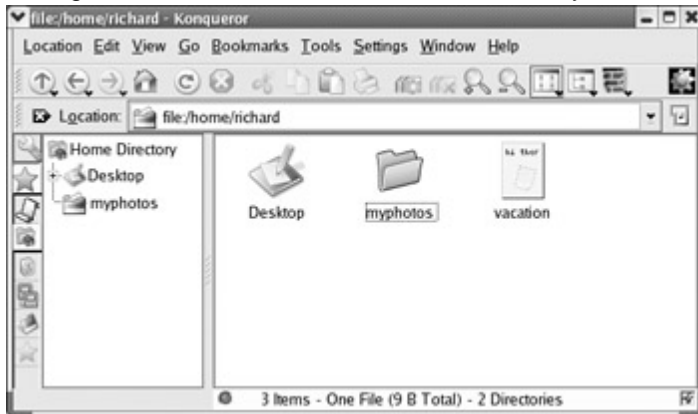 file:/home/richard - Konqueror
Location Edit View Go Bookmarks Tools Settings Window Help
Location: file:/home/richard
Home Directory
Desktop
myphotos
Desktop
myphotos
vacation
3 Items - One File (9 B Total) - 2 Directories